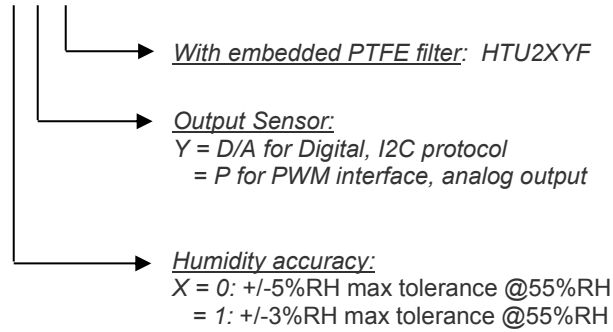 With embedded PTFE filter: HTU2XYF
Output Sensor:
Y = D/A for Digital, I2C protocol
= P for PWM interface, analog output
Humidity accuracy:
X = 0: +/-5%RH max tolerance @55%RH
= 1: +/-3%RH max tolerance @55%RH